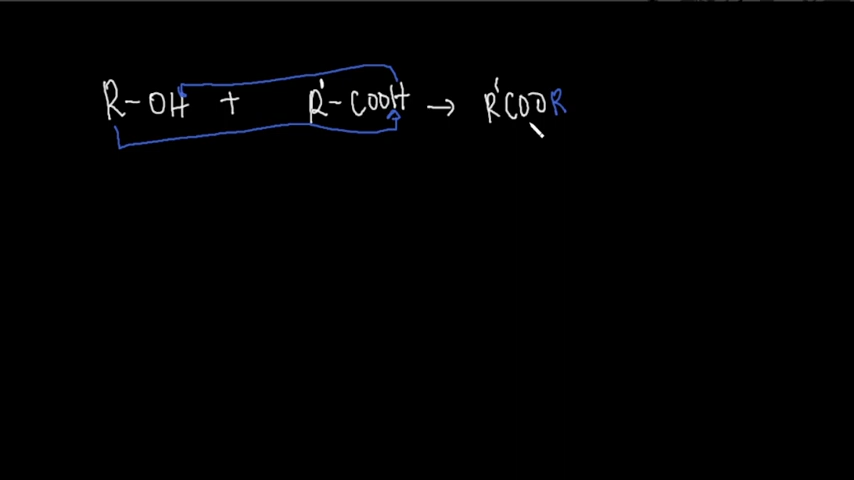 R-OH + R'-COOH → R'COOR